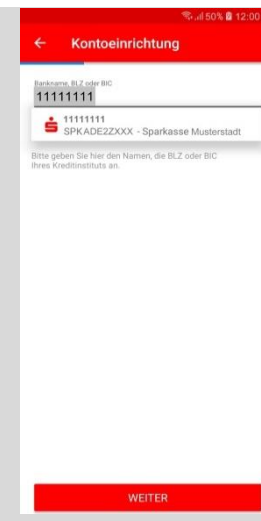 50% 12:00
Kontoeinrichtung
Bankname, BLZ oder BIC
11111111
11111111
SPKADE2ZXXX - Sparkasse Musterstadt
Bitte geben Sie hier den Namen, die BLZ oder BIC
Ihres Kreditinstituts an.
WEITER